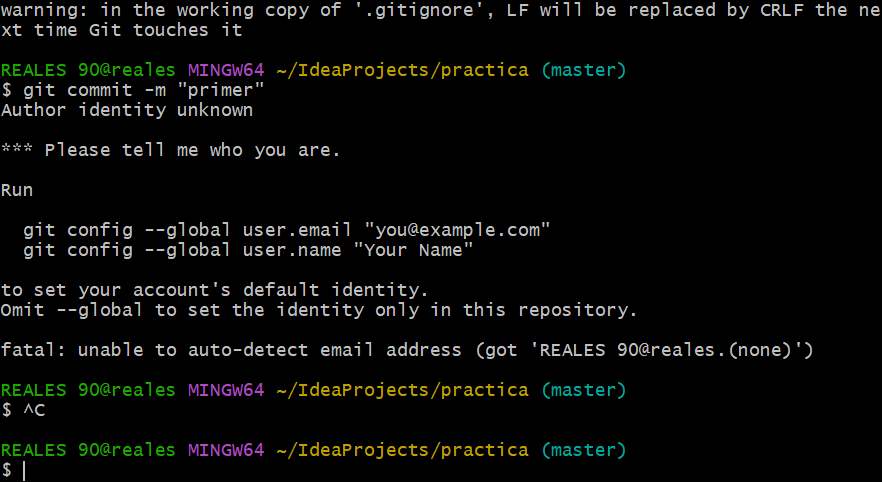 warning: in the working copy of '.gitignore', LF will be replaced by CRLF the ne
xt time Git touches it
REALES 90@reales MINGW64 ~/IdeaProjects/practica (master)
$ git commit -m "primer"
Author identity unknown
*** Please tell me who you are.
Run
git config --global user.email "you@example.com"
git config --global user.name "Your Name"
to set your account's default identity.
Omit --global to set the identity only in this repository.
fatal: unable to auto-detect email address (got 'REALES 90@reales.(none)')
REALES 90@reales MINGW64 ~/IdeaProjects/practica (master)
$ ^C
REALES 90@reales MINGW64 ~/IdeaProjects/practica (master)
$